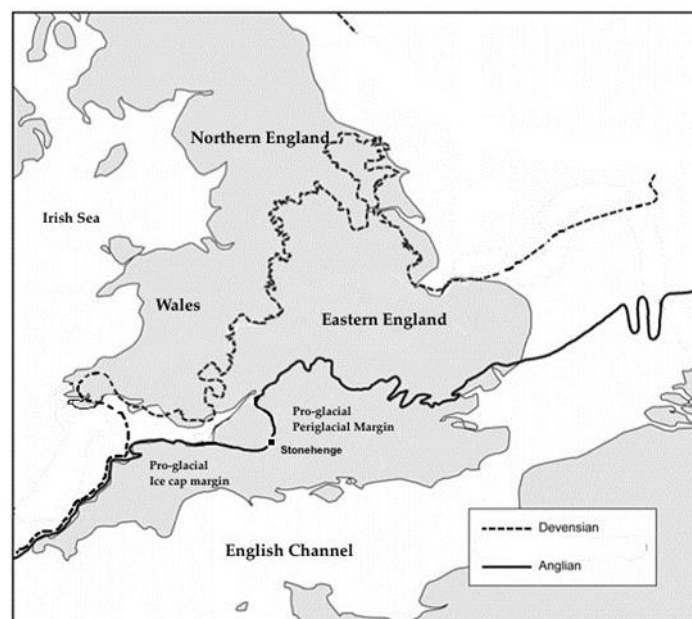 Northern England
Irish Sea
Wales
Eastern England
Pro-glacial
Periglacial Margin
Stonehenge
Pro-glacial
Ice cap margin
English Channel
Devensian
Anglian